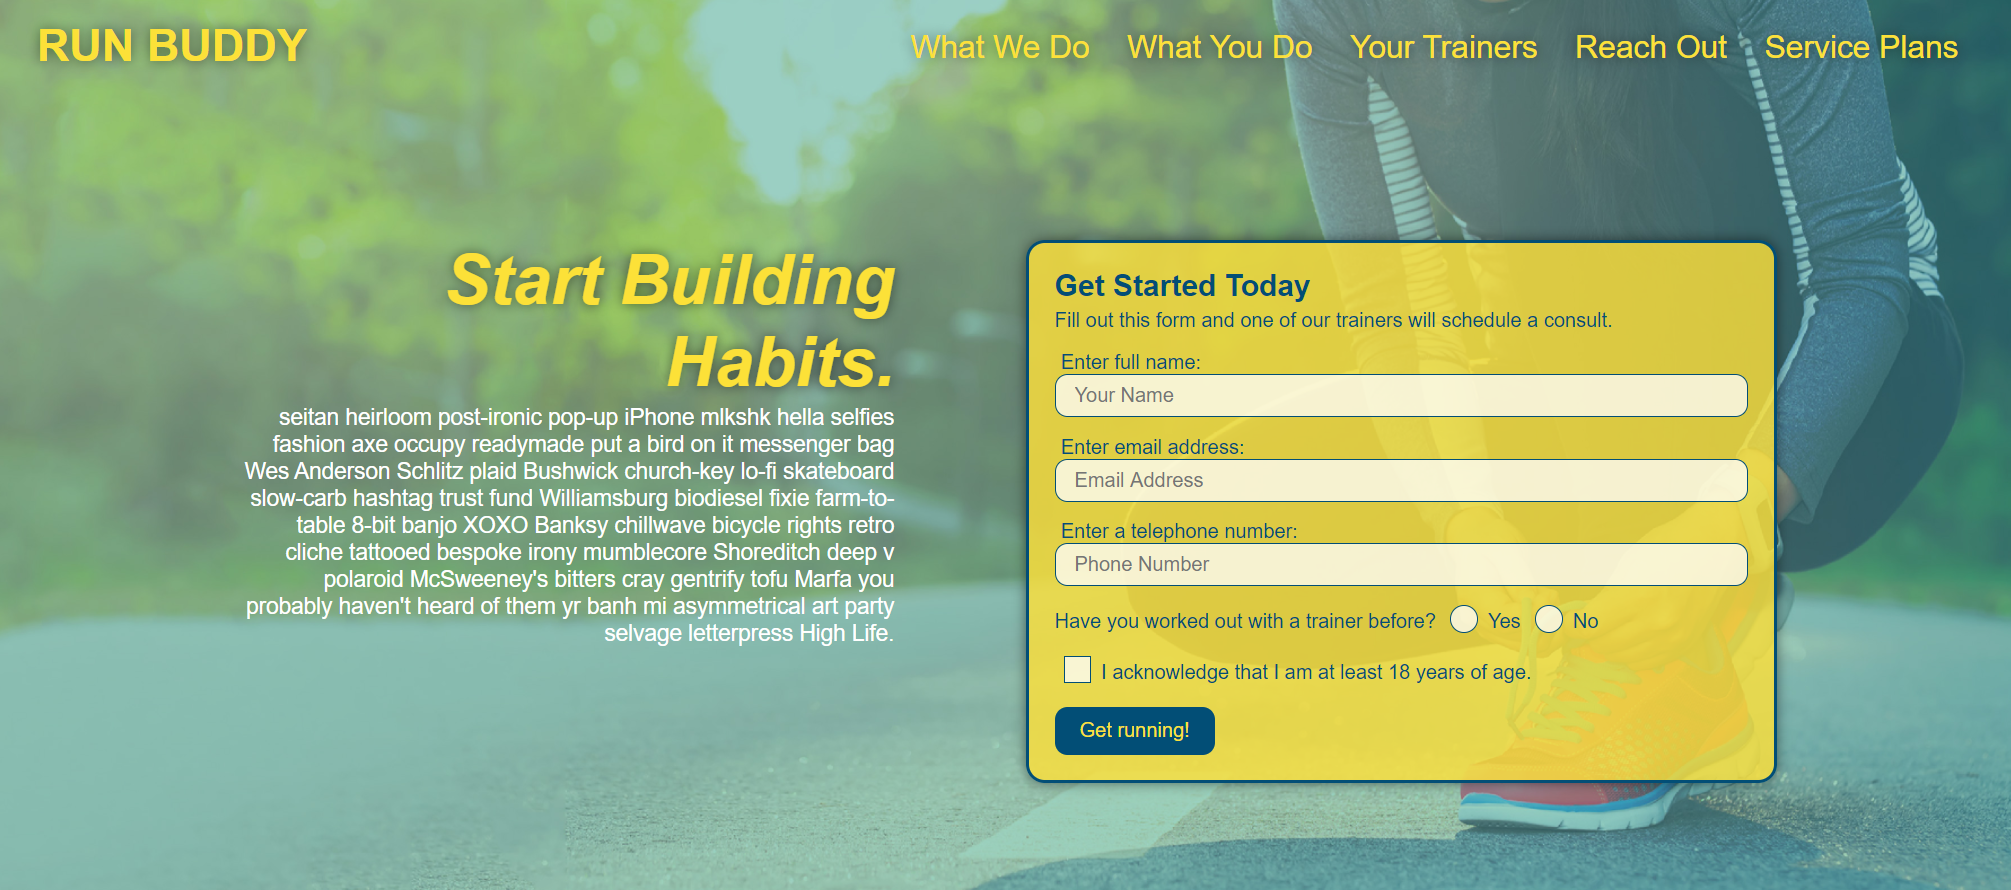 RUN BUDDY
What We Do What You Do Your Trainers Reach Out Service Plans
Start Building
Habits.
seitan heirloom post-ironic pop-up iPhone mlkshk hella selfies
fashion axe occupy readymade put a bird on it messenger bag
Wes Anderson Schlitz plaid Bushwick church-key lo-fi skateboard
slow-carb hashtag trust fund Williamsburg biodiesel fixie farm-to-
table 8-bit banjo XOXO Banksy chillwave bicycle rights retro
cliche tattooed bespoke irony mumblecore Shoreditch deep v
polaroid McSweeney's bitters cray gentrify tofu Marfa you
probably haven't heard of them yr banh mi asymmetrical art party
selvage letterpress High Life.
Get Started Today
Fill out this form and one of our trainers will schedule a consult.
Enter full name:
Your Name
Enter email address:
Email Address
Enter a telephone number:
Phone Number
Have you worked out with a trainer before? Yes No
I acknowledge that I am at least 18 years of age.
Get running!